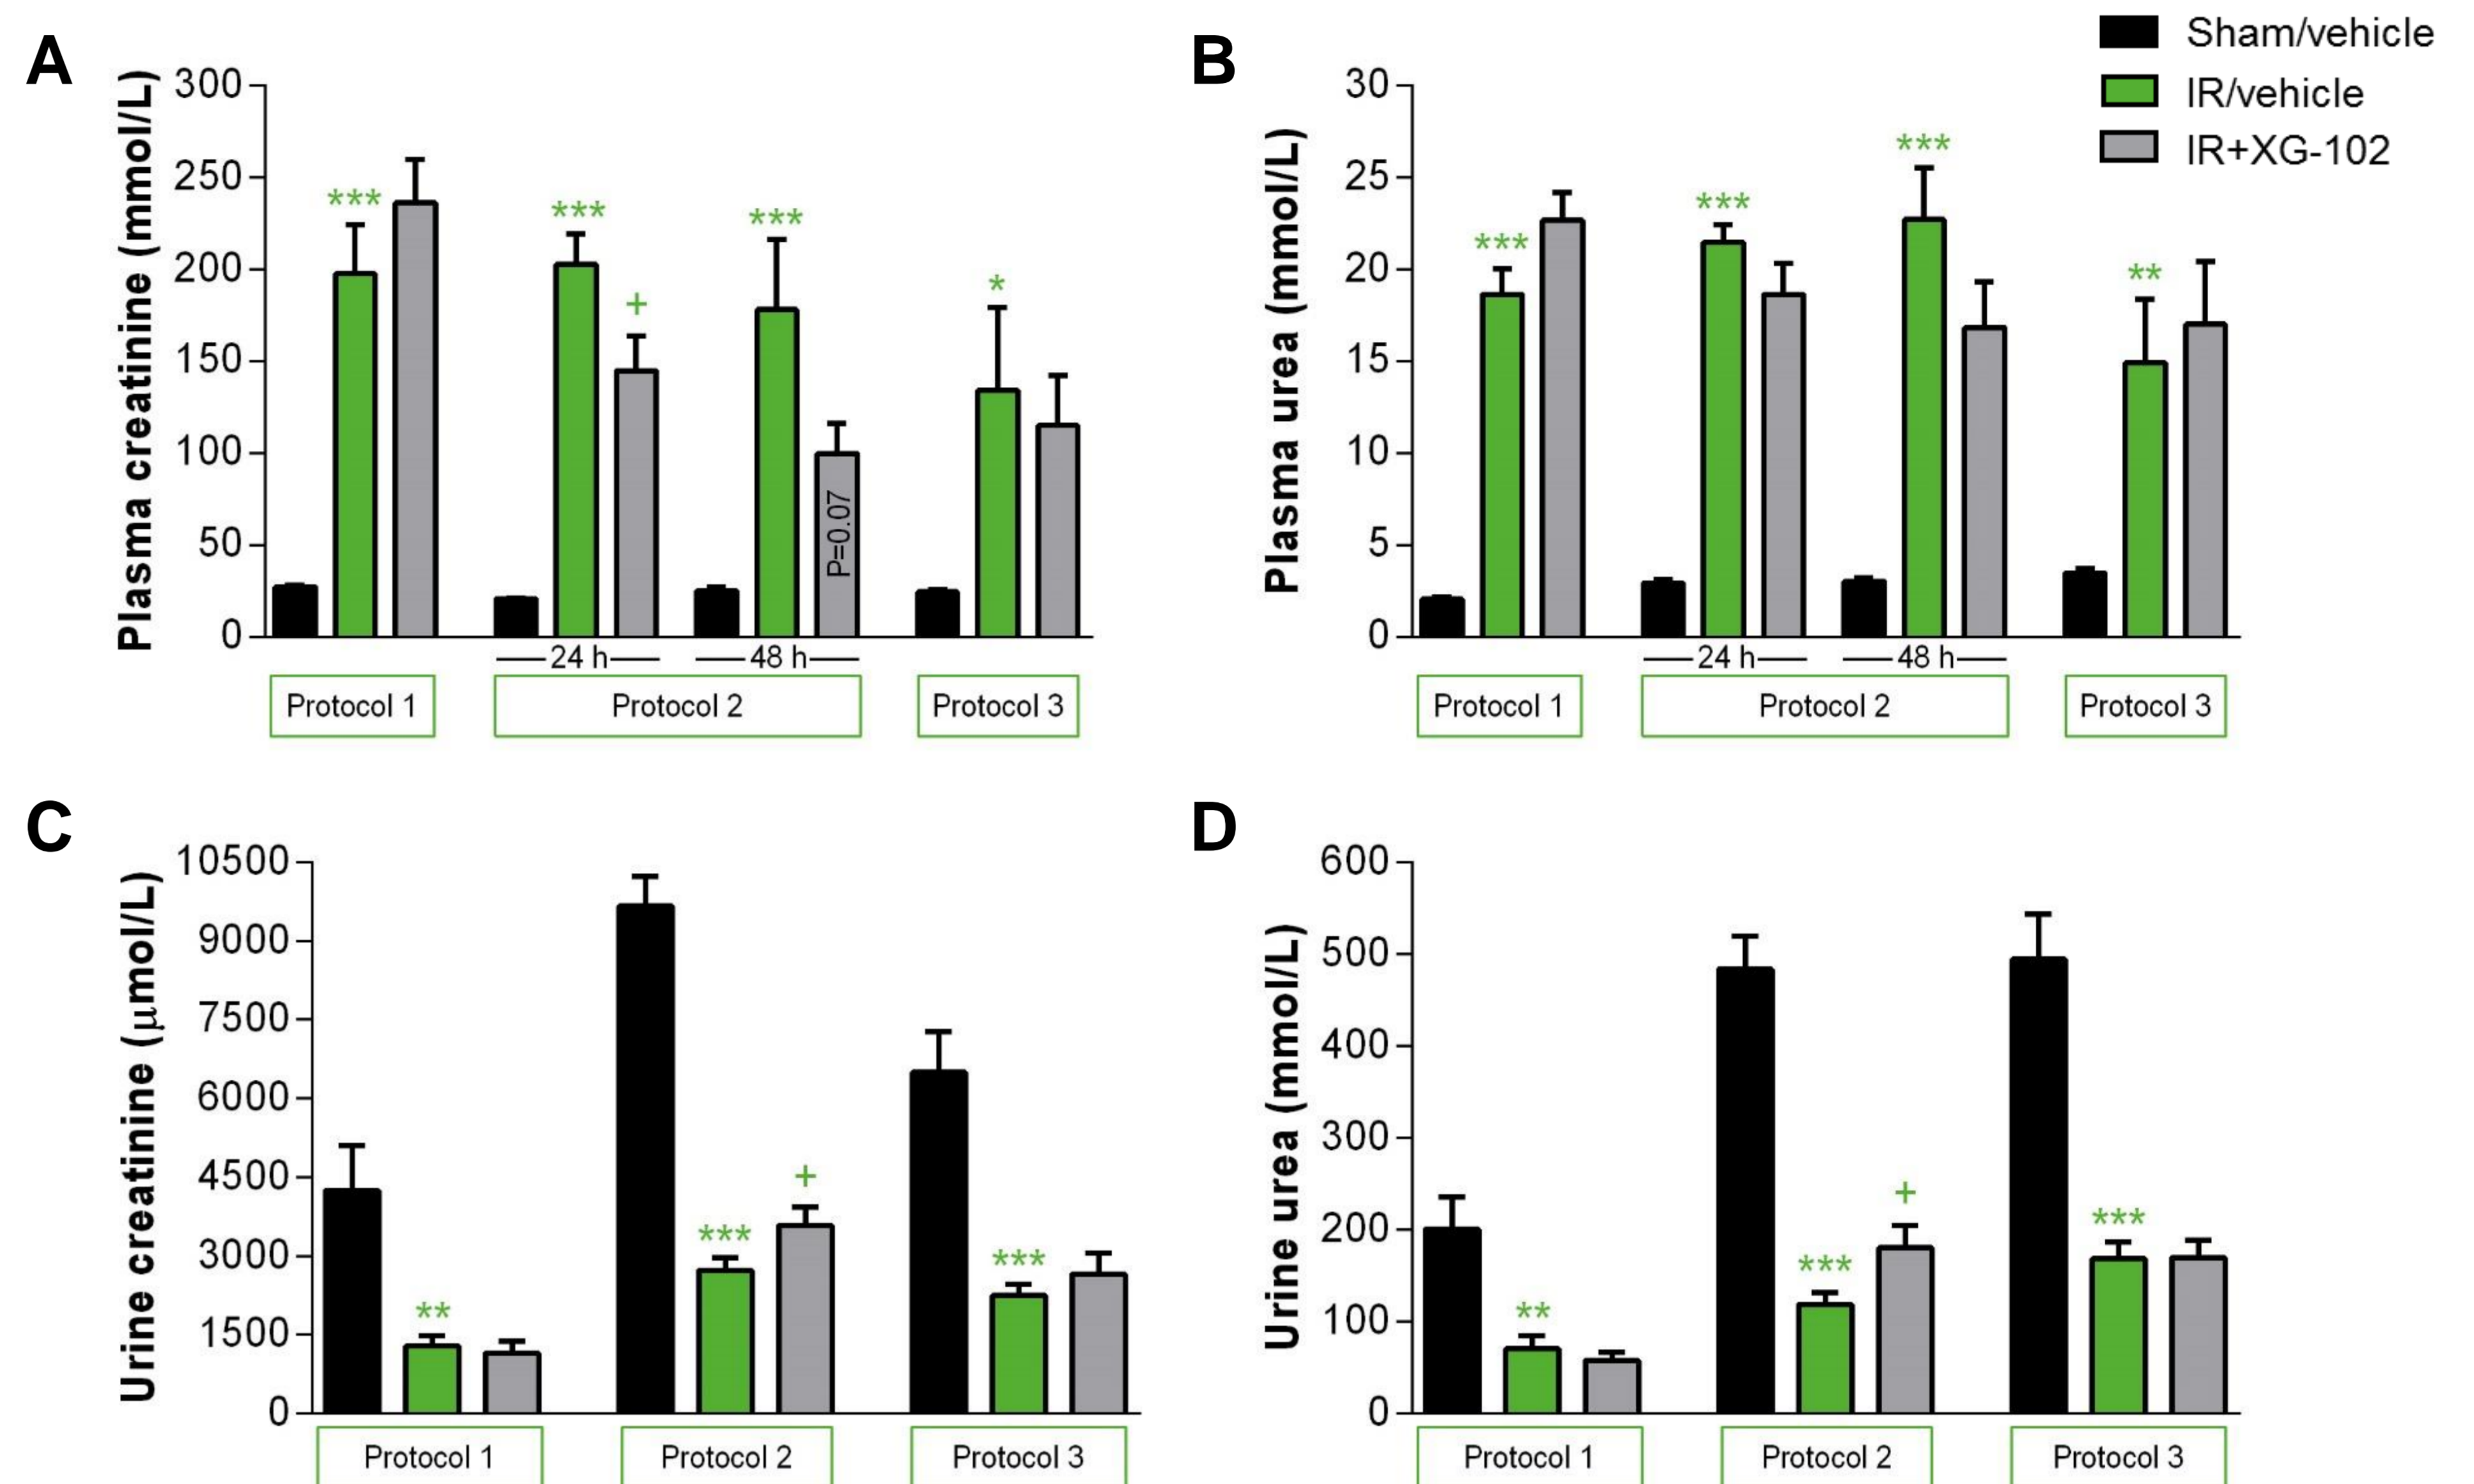 A
B
Sham/vehicle
IR/vehicle
IR+XG-102
Plasma creatinine (mmol/L)
300
250
200
150
100
50
0
***
***
+
***
P=0.07
*
24 h
48 h
Protocol 1
Protocol 2
Protocol 3
Plasma urea (mmol/L)
30
25
20
15
10
5
0
***
***
***
**
24 h
48 h
Protocol 1
Protocol 2
Protocol 3
C
Urine creatinine (μmol/L)
10500
9000
7500
6000
4500
3000
1500
0
**
***
+
***
Protocol 1
Protocol 2
Protocol 3
D
Urine urea (mmol/L)
600
500
400
300
200
100
0
**
***
+
***
Protocol 1
Protocol 2
Protocol 3